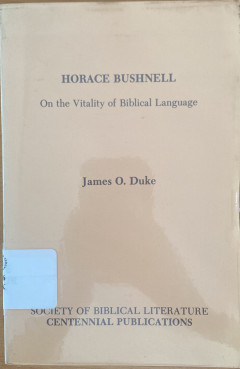 HORACE BUSHNELL
On the Vitality of Biblical Language
James O. Duke
SOCIETY OF BIBLICAL LITERATURE
CENTENNIAL PUBLICATIONS